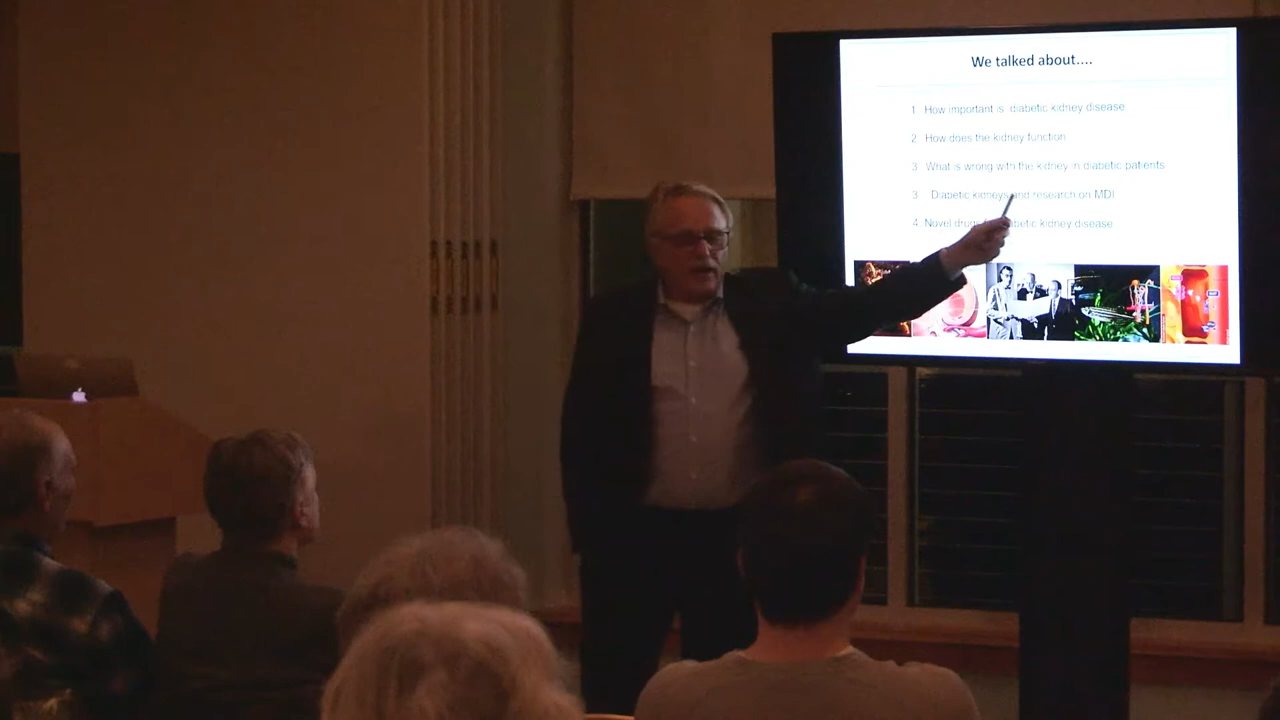 We talked about....
1. How important is diabetic kidney disease
2. How does the kidney function
3 What is wrong with the kidney in diabetic patients
3. Diabetic kidneys and research on MDI
4. Novel drugs diabetic kidney disease